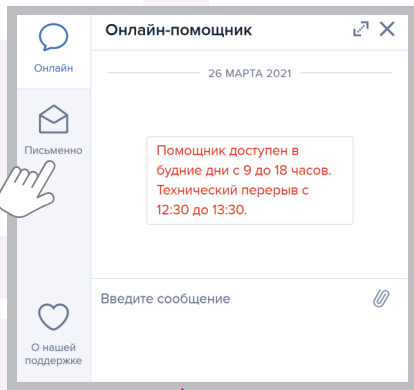 Онлайн-помощник
Онлайн
26 МАРТА 2021
Письменно
Помощник доступен в
будние дни с 9 до 18 часов.
Технический перерыв с
12:30 до 13:30.
Введите сообщение
О нашей
поддержке